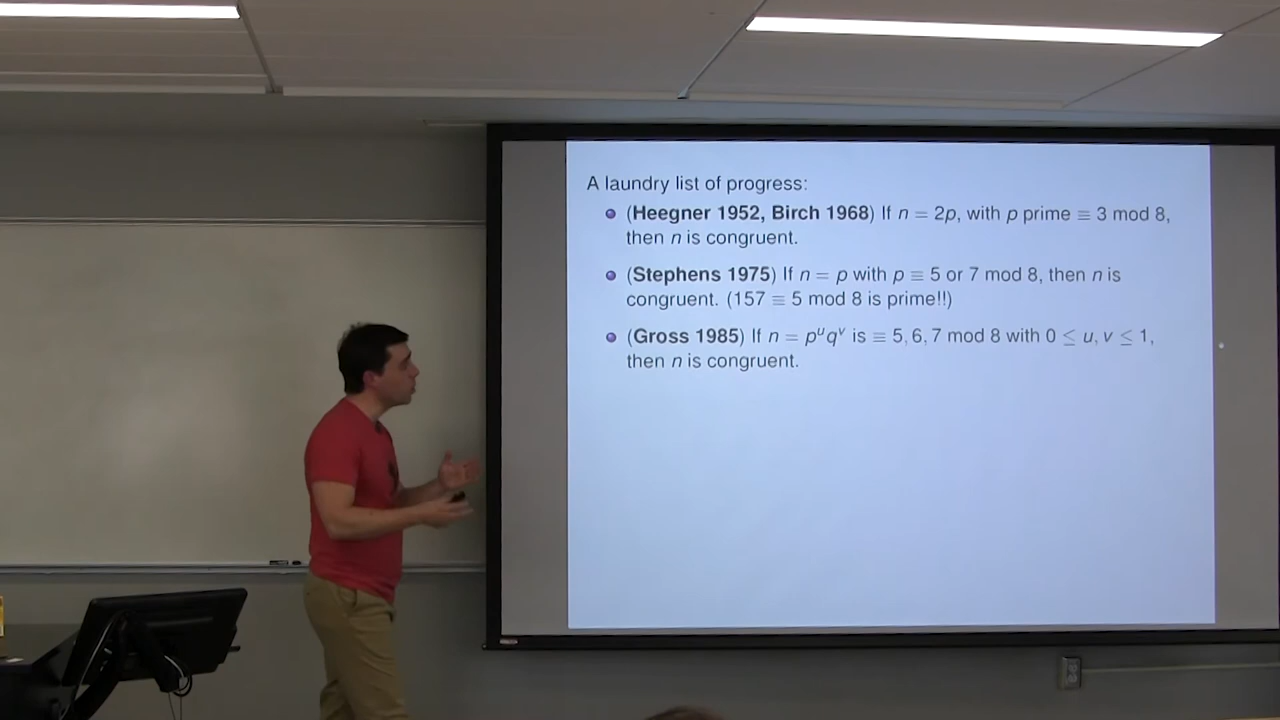 A laundry list of progress:
(Heegner 1952, Birch 1968) If n = 2p, with p prime ≡ 3 mod 8,
then n is congruent.
(Stephens 1975) If n = p with p ≡ 5 or 7 mod 8, then n is
congruent. (157 ≡ 5 mod 8 is prime!!)
(Gross 1985) If n = pᵘqᵛ is ≡ 5, 6, 7 mod 8 with 0 ≤ u, v ≤ 1,
then n is congruent.